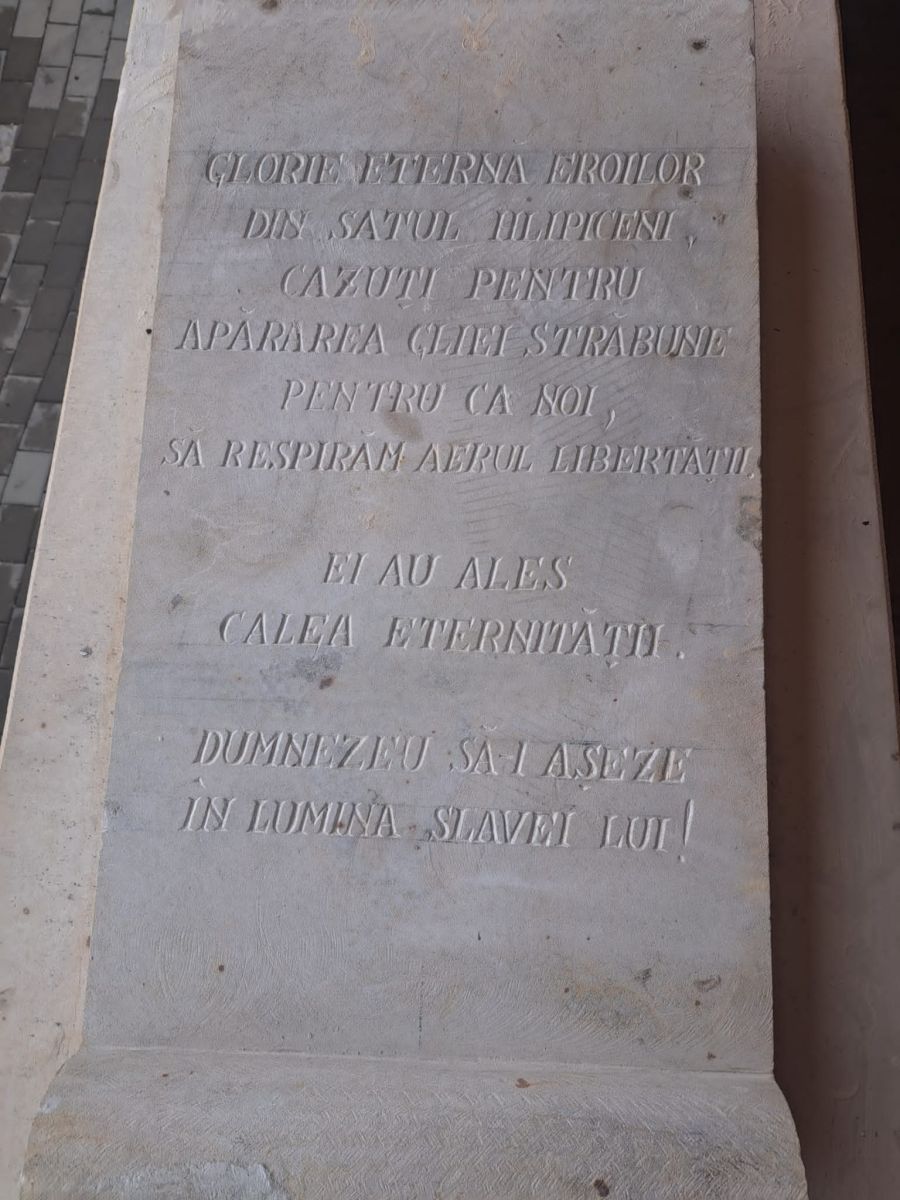 GLORIE ETERNA EROILOR
DIN SATUL HLIPICENI,
CAZUȚI PENTRU
APĂRAREA GLIEI STRĂBUNE
PENTRU CA NOI,
SĂ RESPIRĂM AERUL LIBERTĂȚII.
EI AU ALES
CALEA ETERNITĂȚII.
DUMNEZEU SĂ-I AȘEZE
ÎN LUMINA SLAVEI LUI!